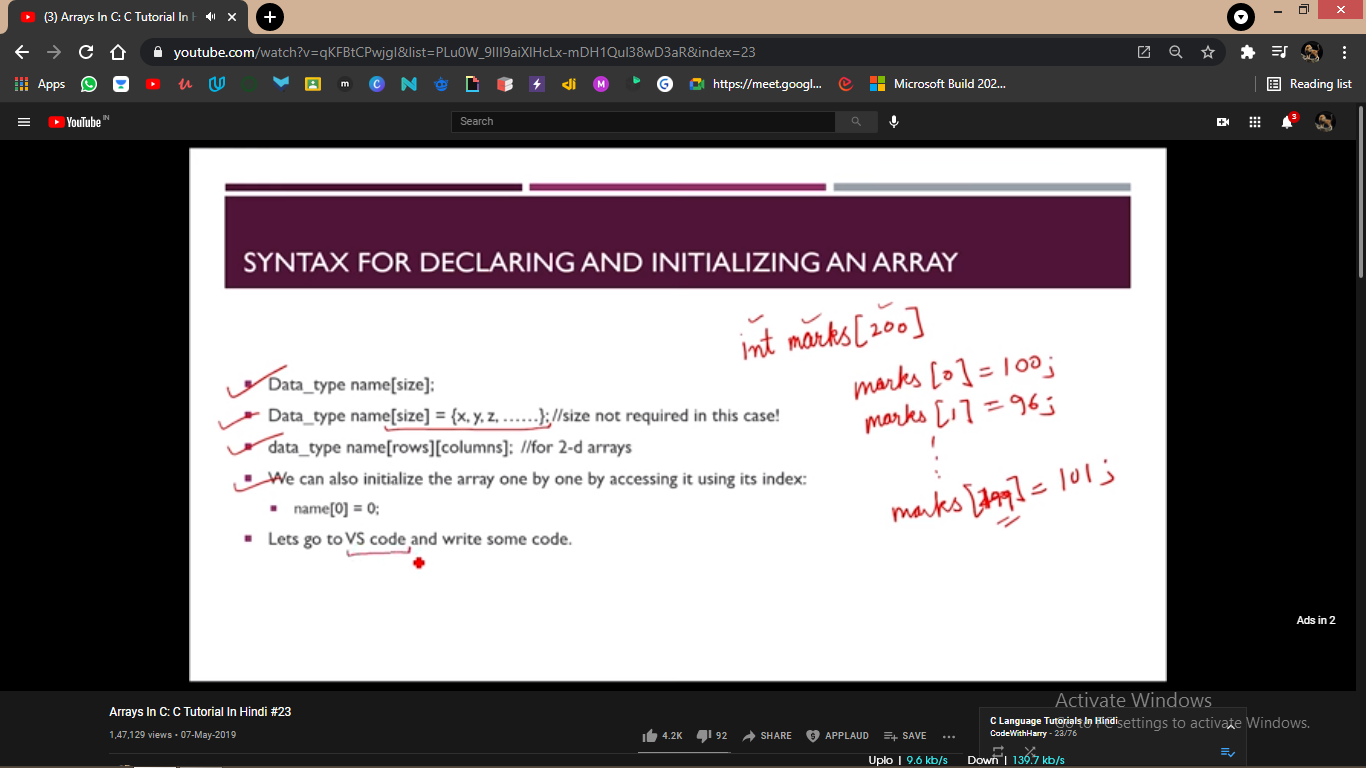 (3) Arrays In C: C Tutorial In H
youtube.com/watch?v=qKFBtCPwjgI&list=PLu0W_9lII9aiXlHcLx-mDH1QuI38wD3aR&index=23
Apps
https://meet.googl...
Microsoft Build 202...
Reading list
YouTube IN
Search
3
SYNTAX FOR DECLARING AND INITIALIZING AN ARRAY
int marks[200]
marks [0] = 100;
marks [1] = 96;
marks [199] = 101;
Data_type name[size];
Data_type name[size] = {x, y, z, ……}; //size not required in this case!
data_type name[rows][columns]; //for 2-d arrays
We can also initialize the array one by one by accessing it using its index:
name[0] = 0;
Lets go to VS code and write some code.
Ads in 2
Arrays In C: C Tutorial In Hindi #23
1,47,129 views • 07-May-2019
4.2K
92
SHARE
APPLAUD
SAVE
C Language Tutorials In Hindi
CodeWithHarry - 23/76
Activate Windows
Go to PC settings to activate Windows.
Uplo | 9.6 kb/s
Down | 139.7 kb/s